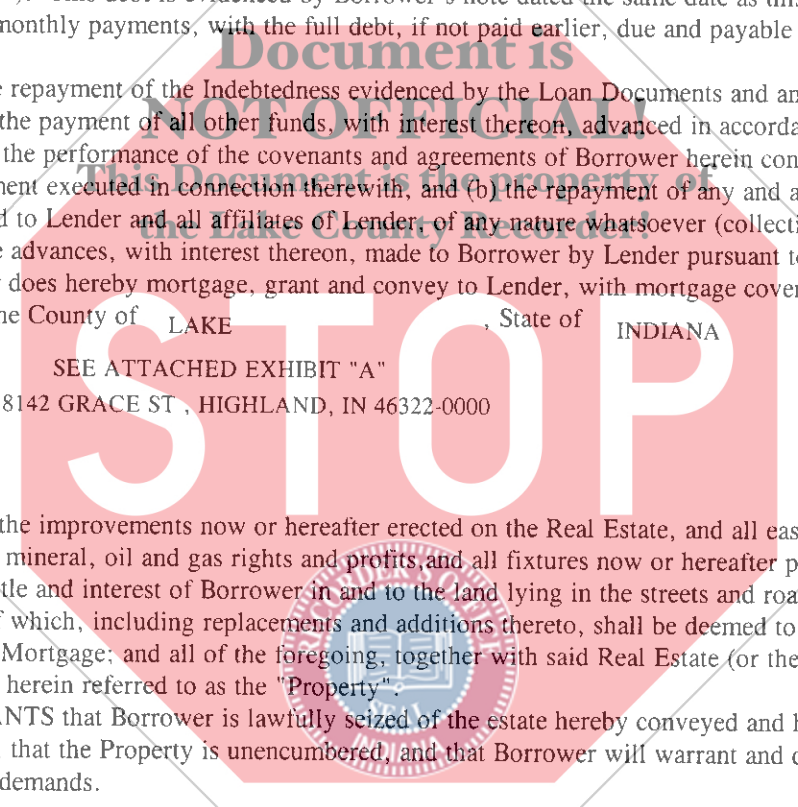 ). This debt is evidenced by Borrower's note dated the same date as this
monthly payments, with the full debt, if not paid earlier, due and payable
Document is
e repayment of the Indebtedness evidenced by the Loan Documents and an
NOT OFFICIAL!
the payment of all other funds, with interest thereon, advanced in accorda
the performance of the covenants and agreements of Borrower herein con
This Document is the property of
ment executed in connection therewith, and (b) the repayment of any and a
d to Lender and all affiliates of Lender, of any nature whatsoever (collecti
the Lake County Recorder!
e advances, with interest thereon, made to Borrower by Lender pursuant to
does hereby mortgage, grant and convey to Lender, with mortgage cover
he County of LAKE , State of INDIANA
SEE ATTACHED EXHIBIT "A"
8142 GRACE ST , HIGHLAND, IN 46322-0000
STOP
the improvements now or hereafter erected on the Real Estate, and all eas
mineral, oil and gas rights and profits,and all fixtures now or hereafter p
tle and interest of Borrower in and to the land lying in the streets and roa
f which, including replacements and additions thereto, shall be deemed to
Mortgage; and all of the foregoing, together with said Real Estate (or the
herein referred to as the "Property".
RECORDER'S OFFICE
SEAL
INDIANA
ANTS that Borrower is lawfully seized of the estate hereby conveyed and h
that the Property is unencumbered, and that Borrower will warrant and d
demands.